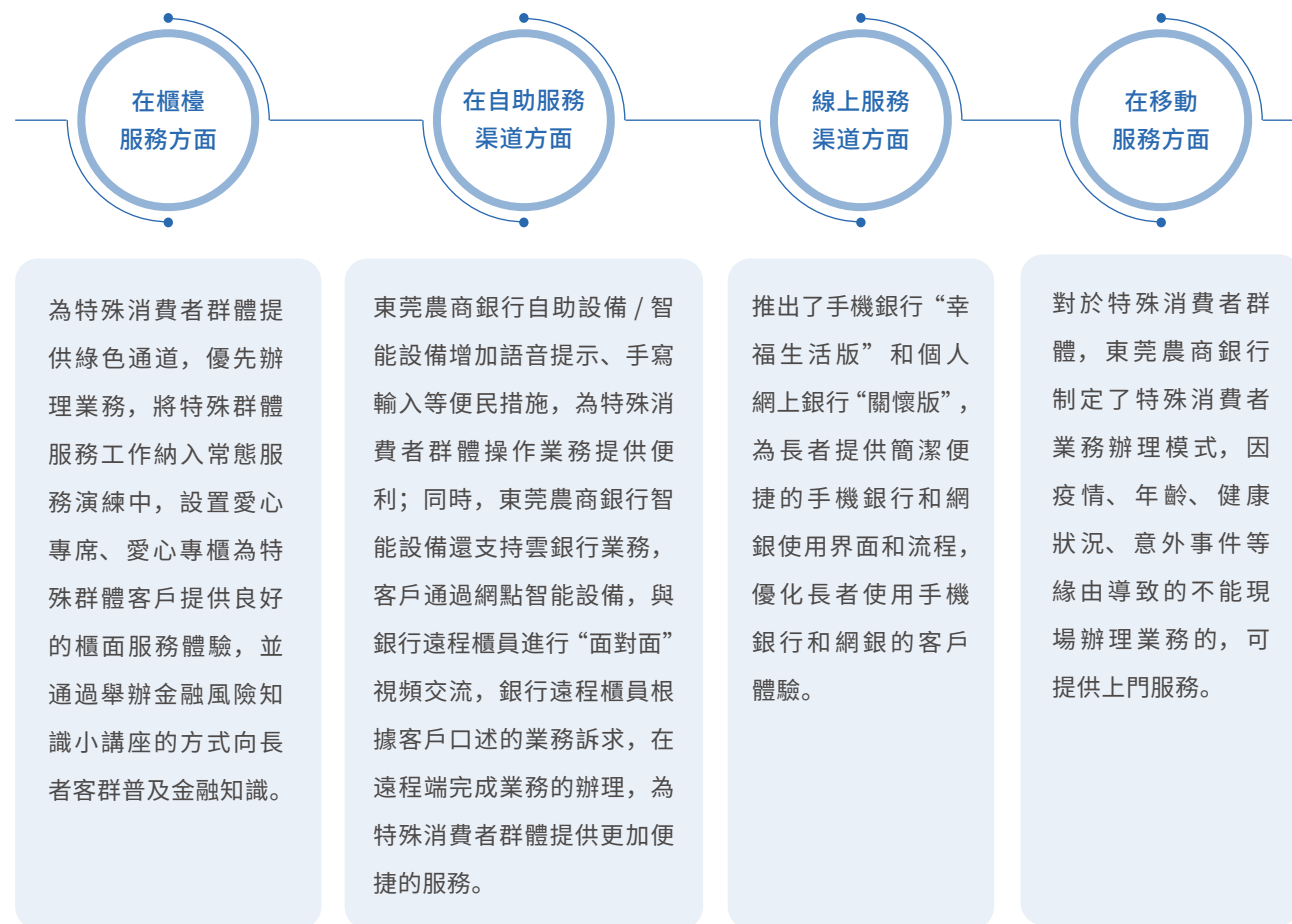 在櫃檯
服務方面
為特殊消費者群體提
供綠色通道，優先辦
理業務，將特殊群體
服務工作納入常態服
務演練中，設置愛心
專席、愛心專櫃為特
殊群體客戶提供良好
的櫃面服務體驗，並
通過舉辦金融風險知
識小講座的方式向長
者客群普及金融知識。
在自助服務
渠道方面
東莞農商銀行自助設備 / 智
能設備增加語音提示、手寫
輸入等便民措施，為特殊消
費者群體操作業務提供便
利；同時，東莞農商銀行智
能設備還支持雲銀行業務，
客戶通過網點智能設備，與
銀行遠程櫃員進行“面對面”
視頻交流，銀行遠程櫃員根
據客戶口述的業務訴求，在
遠程端完成業務的辦理，為
特殊消費者群體提供更加便
捷的服務。
線上服務
渠道方面
推出了手機銀行“幸
福生活版”和個人
網上銀行“關懷版”，
為長者提供簡潔便
捷的手機銀行和網
銀使用界面和流程，
優化長者使用手機
銀行和網銀的客戶
體驗。
在移動
服務方面
對於特殊消費者群
體，東莞農商銀行
制定了特殊消費者
業務辦理模式，因
疫情、年齡、健康
狀況、意外事件等
緣由導致的不能現
場辦理業務的，可
提供上門服務。